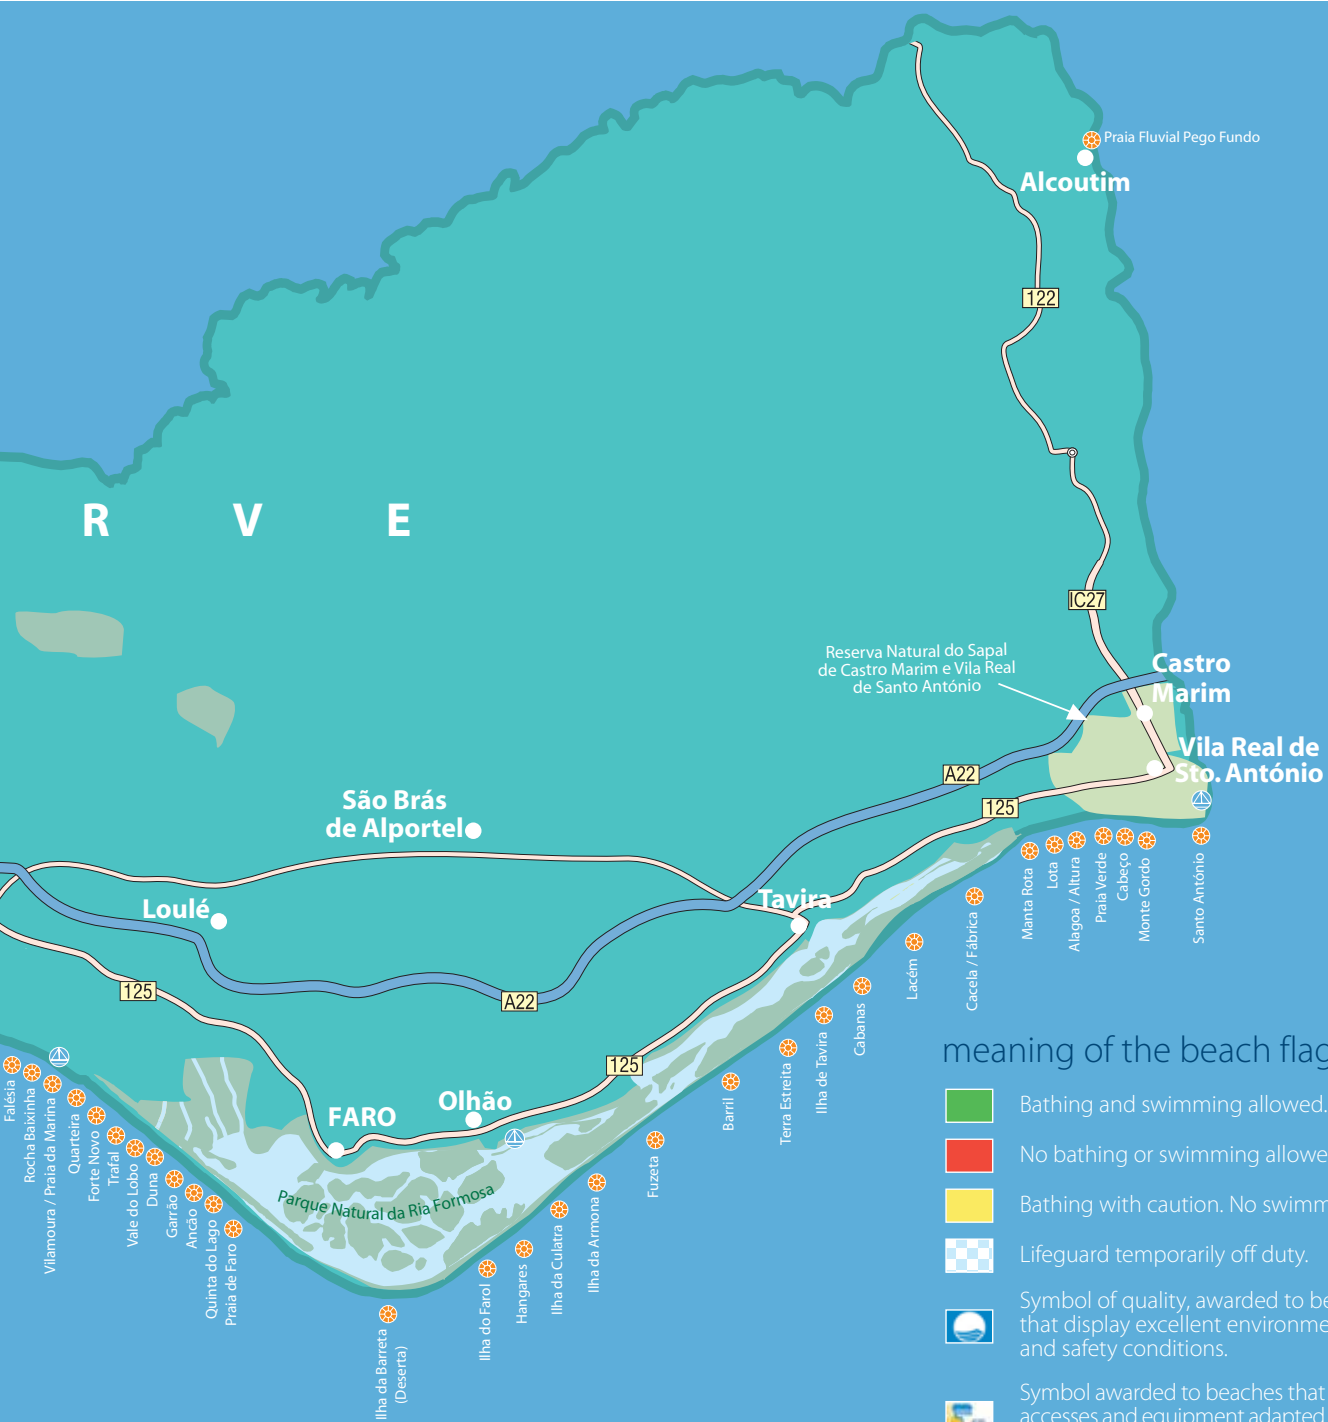 Praia Fluvial Pego Fundo
Alcoutim
122
R V E
IC27
Reserva Natural do Sapal
de Castro Marim e Vila Real
de Santo António
Castro
Marim
Vila Real de
Sto. António
A22
125
São Brás
de Alportel
Loulé
Tavira
125
A22
125
FARO
Olhão
Parque Natural da Ria Formosa
Falésia
Rocha Baixinha
Vilamoura / Praia da Marina
Quarteira
Forte Novo
Trafal
Vale do Lobo
Duna
Garrão
Ancão
Quinta do Lago
Praia de Faro
Ilha da Barreta
(Deserta)
Ilha do Farol
Hangares
Ilha da Culatra
Ilha da Armona
Fuzeta
Barril
Terra Estreita
Ilha de Tavira
Cabanas
Lacém
Cacela / Fábrica
Manta Rota
Lota
Alagoa / Altura
Praia Verde
Cabeço
Monte Gordo
Santo António
meaning of the beach flag
Bathing and swimming allowed.
No bathing or swimming allowe
Bathing with caution. No swimm
Lifeguard temporarily off duty.
Symbol of quality, awarded to be
that display excellent environme
and safety conditions.
Symbol awarded to beaches that
accesses and equipment adapted